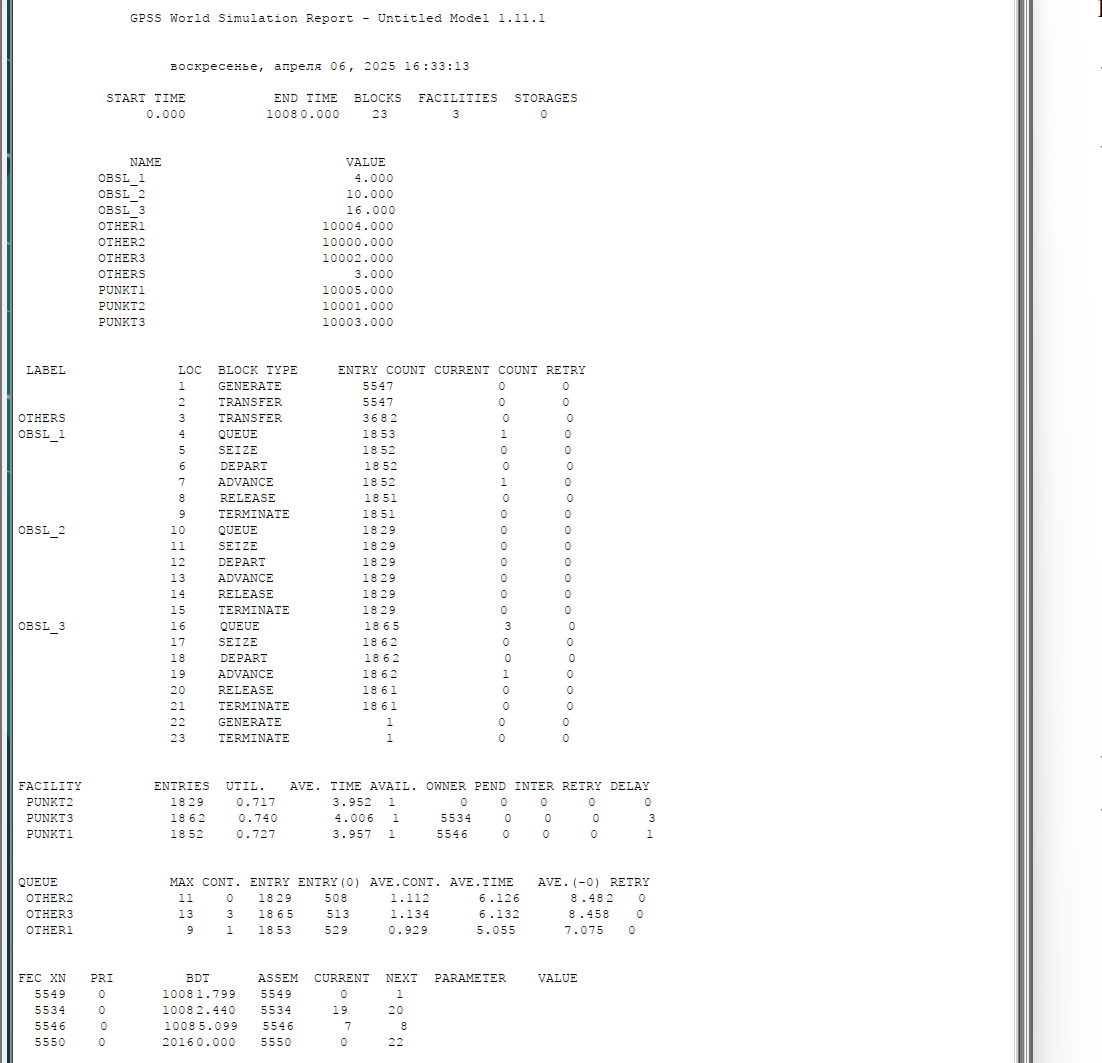 GPSS World Simulation Report - Untitled Model 1.11.1
воскресенье, апреля 06, 2025 16:33:13
START TIME END TIME BLOCKS FACILITIES STORAGES
0.000 10080.000 23 3 0
NAME VALUE
OBSL_1 4.000
OBSL_2 10.000
OBSL_3 16.000
OTHER1 10004.000
OTHER2 10000.000
OTHER3 10002.000
OTHERS 3.000
PUNKT1 10005.000
PUNKT2 10001.000
PUNKT3 10003.000
LABEL LOC BLOCK TYPE ENTRY COUNT CURRENT COUNT RETRY
1 GENERATE 5547 0 0
2 TRANSFER 5547 0 0
OTHERS 3 TRANSFER 3682 0 0
OBSL_1 4 QUEUE 1853 1 0
5 SEIZE 1852 0 0
6 DEPART 1852 0 0
7 ADVANCE 1852 1 0
8 RELEASE 1851 0 0
9 TERMINATE 1851 0 0
OBSL_2 10 QUEUE 1829 0 0
11 SEIZE 1829 0 0
12 DEPART 1829 0 0
13 ADVANCE 1829 0 0
14 RELEASE 1829 0 0
15 TERMINATE 1829 0 0
OBSL_3 16 QUEUE 1865 3 0
17 SEIZE 1862 0 0
18 DEPART 1862 0 0
19 ADVANCE 1862 1 0
20 RELEASE 1861 0 0
21 TERMINATE 1861 0 0
22 GENERATE 1 0 0
23 TERMINATE 1 0 0
FACILITY ENTRIES UTIL. AVE. TIME AVAIL. OWNER PEND INTER RETRY DELAY
PUNKT2 1829 0.717 3.952 1 0 0 0 0 0
PUNKT3 1862 0.740 4.006 1 5534 0 0 0 3
PUNKT1 1852 0.727 3.957 1 5546 0 0 0 1
QUEUE MAX CONT. ENTRY ENTRY(0) AVE.CONT. AVE.TIME AVE.(-0) RETRY
OTHER2 11 0 1829 508 1.112 6.126 8.482 0
OTHER3 13 3 1865 513 1.134 6.132 8.458 0
OTHER1 9 1 1853 529 0.929 5.055 7.075 0
FEC XN PRI BDT ASSEM CURRENT NEXT PARAMETER VALUE
5549 0 10081.799 5549 0 1
5534 0 10082.440 5534 19 20
5546 0 10085.099 5546 7 8
5550 0 20160.000 5550 0 22